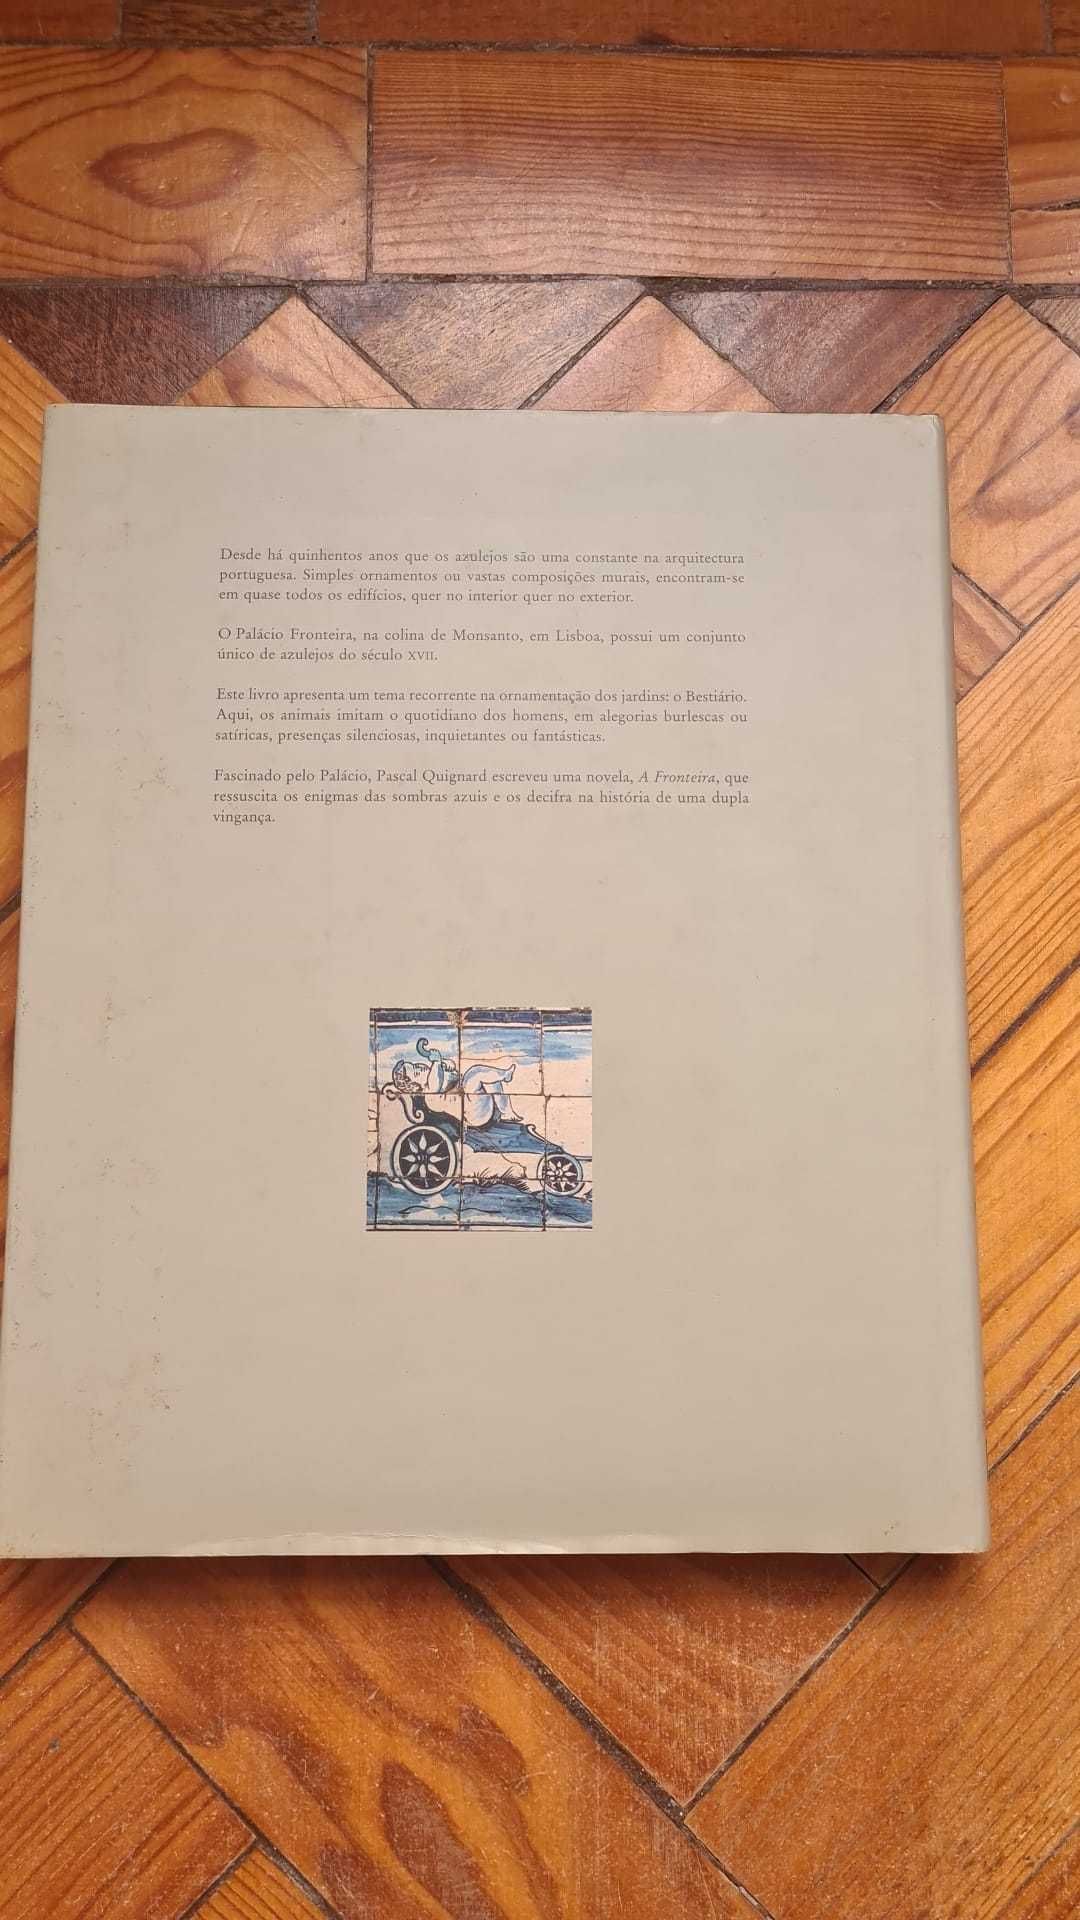 Desde há quinhentos anos que os azulejos são uma constante na arquitectura
portuguesa. Simples ornamentos ou vastas composições murais, encontram-se
em quase todos os edifícios, quer no interior quer no exterior.
O Palácio Fronteira, na colina de Monsanto, em Lisboa, possui um conjunto
único de azulejos do século XVII.
Este livro apresenta um tema recorrente na ornamentação dos jardins: o Bestiário.
Aqui, os animais imitam o quotidiano dos homens, em alegorias burlescas ou
satíricas, presenças silenciosas, inquietantes ou fantásticas.
Fascinado pelo Palácio, Pascal Quignard escreveu uma novela, A Fronteira, que
ressuscita os enigmas das sombras azuis e os decifra na história de uma dupla
vingança.